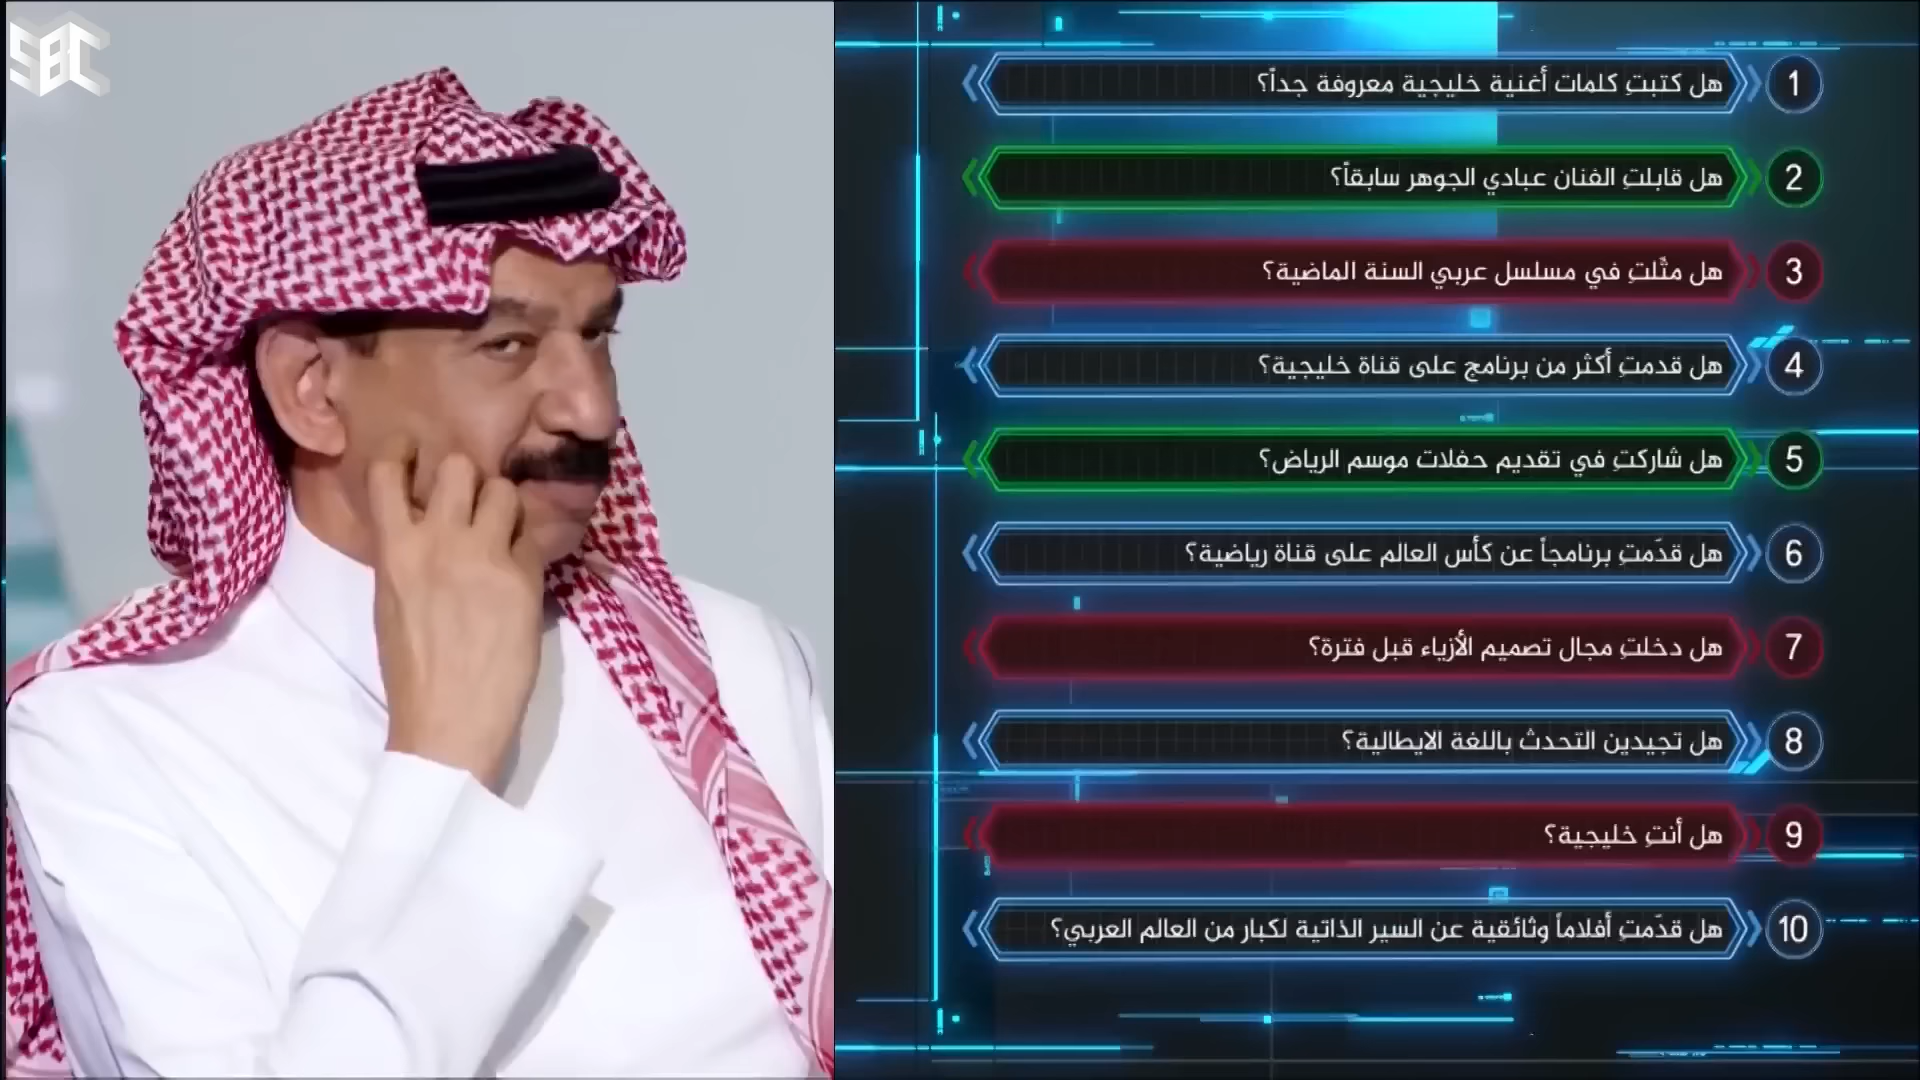 SBC
1 هل كتبتِ كلمات أغنية خليجية معروفة جداً؟
2 هل قابلتِ الفنان عبادي الجوهر سابقاً؟
3 هل مثّلتِ في مسلسل عربي السنة الماضية؟
4 هل قدمتِ أكثر من برنامج على قناة خليجية؟
5 هل شاركتِ في تقديم حفلات موسم الرياض؟
6 هل قدّمتِ برنامجاً عن كأس العالم على قناة رياضية؟
7 هل دخلتِ مجال تصميم الأزياء قبل فترة؟
8 هل تجيدين التحدث باللغة الايطالية؟
9 هل أنتِ خليجية؟
10 هل قدّمتِ أفلاماً وثائقية عن السير الذاتية لكبار من العالم العربي؟